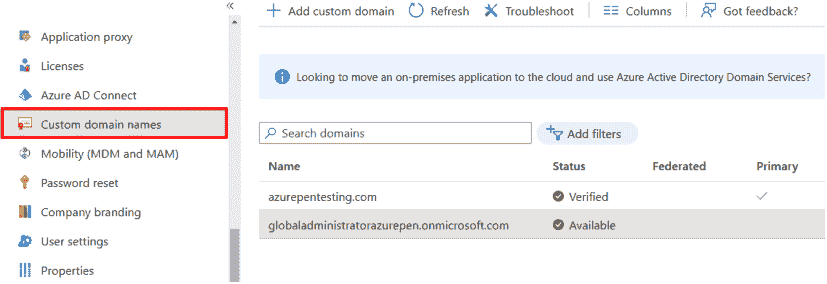 «
Application proxy
Licenses
Azure AD Connect
Custom domain names
Mobility (MDM and MAM)
Password reset
Company branding
User settings
Properties
Add custom domain Refresh Troubleshoot Columns Got feedback?
Looking to move an on-premises application to the cloud and use Azure Active Directory Domain Services?
Search domains Add filters
Name Status Federated Primary
azurepentesting.com Verified
globaladministratorazurepen.onmicrosoft.com Available